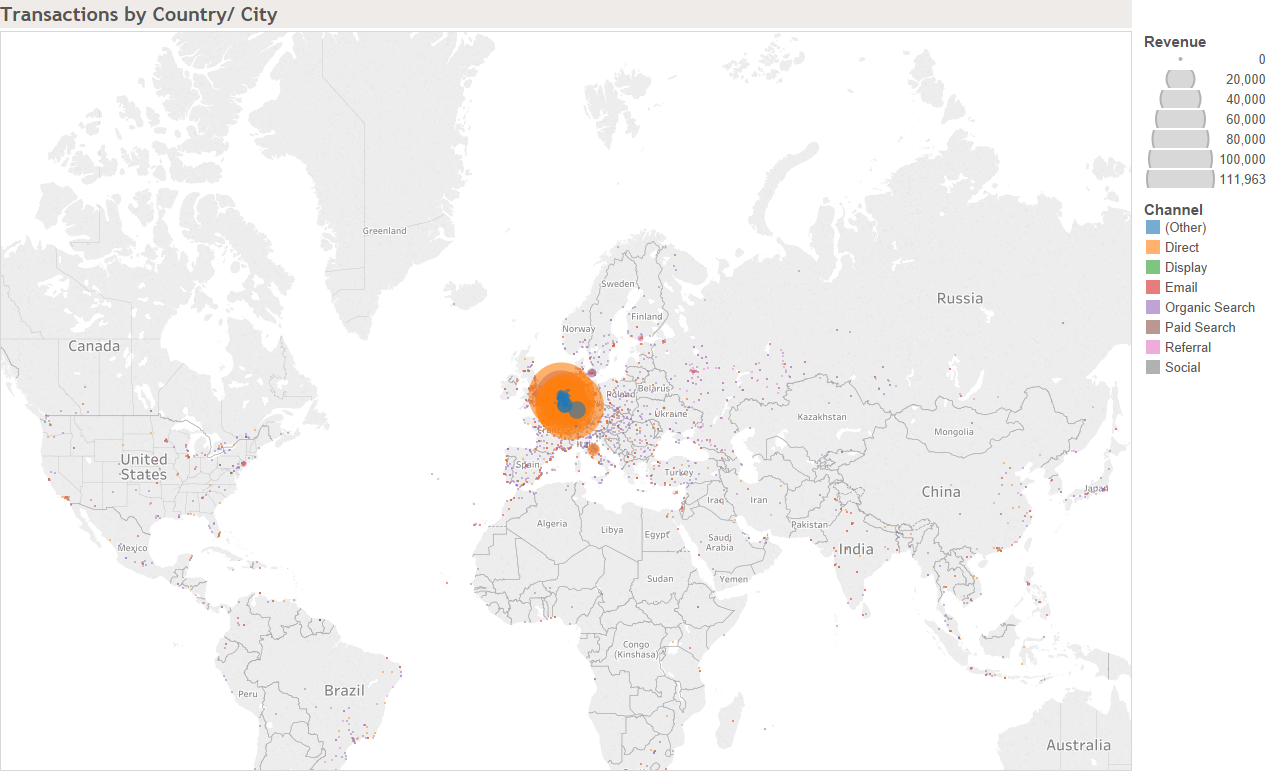 Transactions by Country/ City
Revenue
0
20,000
40,000
60,000
80,000
100,000
111,963
Channel
(Other)
Direct
Display
Email
Organic Search
Paid Search
Referral
Social
Greenland
Sweden
Russia
Finland
Norway
Canada
Belarus
Poland
Ukraine
Kazakhstan
Mongolia
United
States
Spain
Turkey
China
Japan
Iraq
Iran
Algeria
Libya
Egypt
Pakistan
Saudi
Arabia
Mexico
India
Sudan
Yemen
Congo
(Kinshasa)
Peru
Brazil
Australia